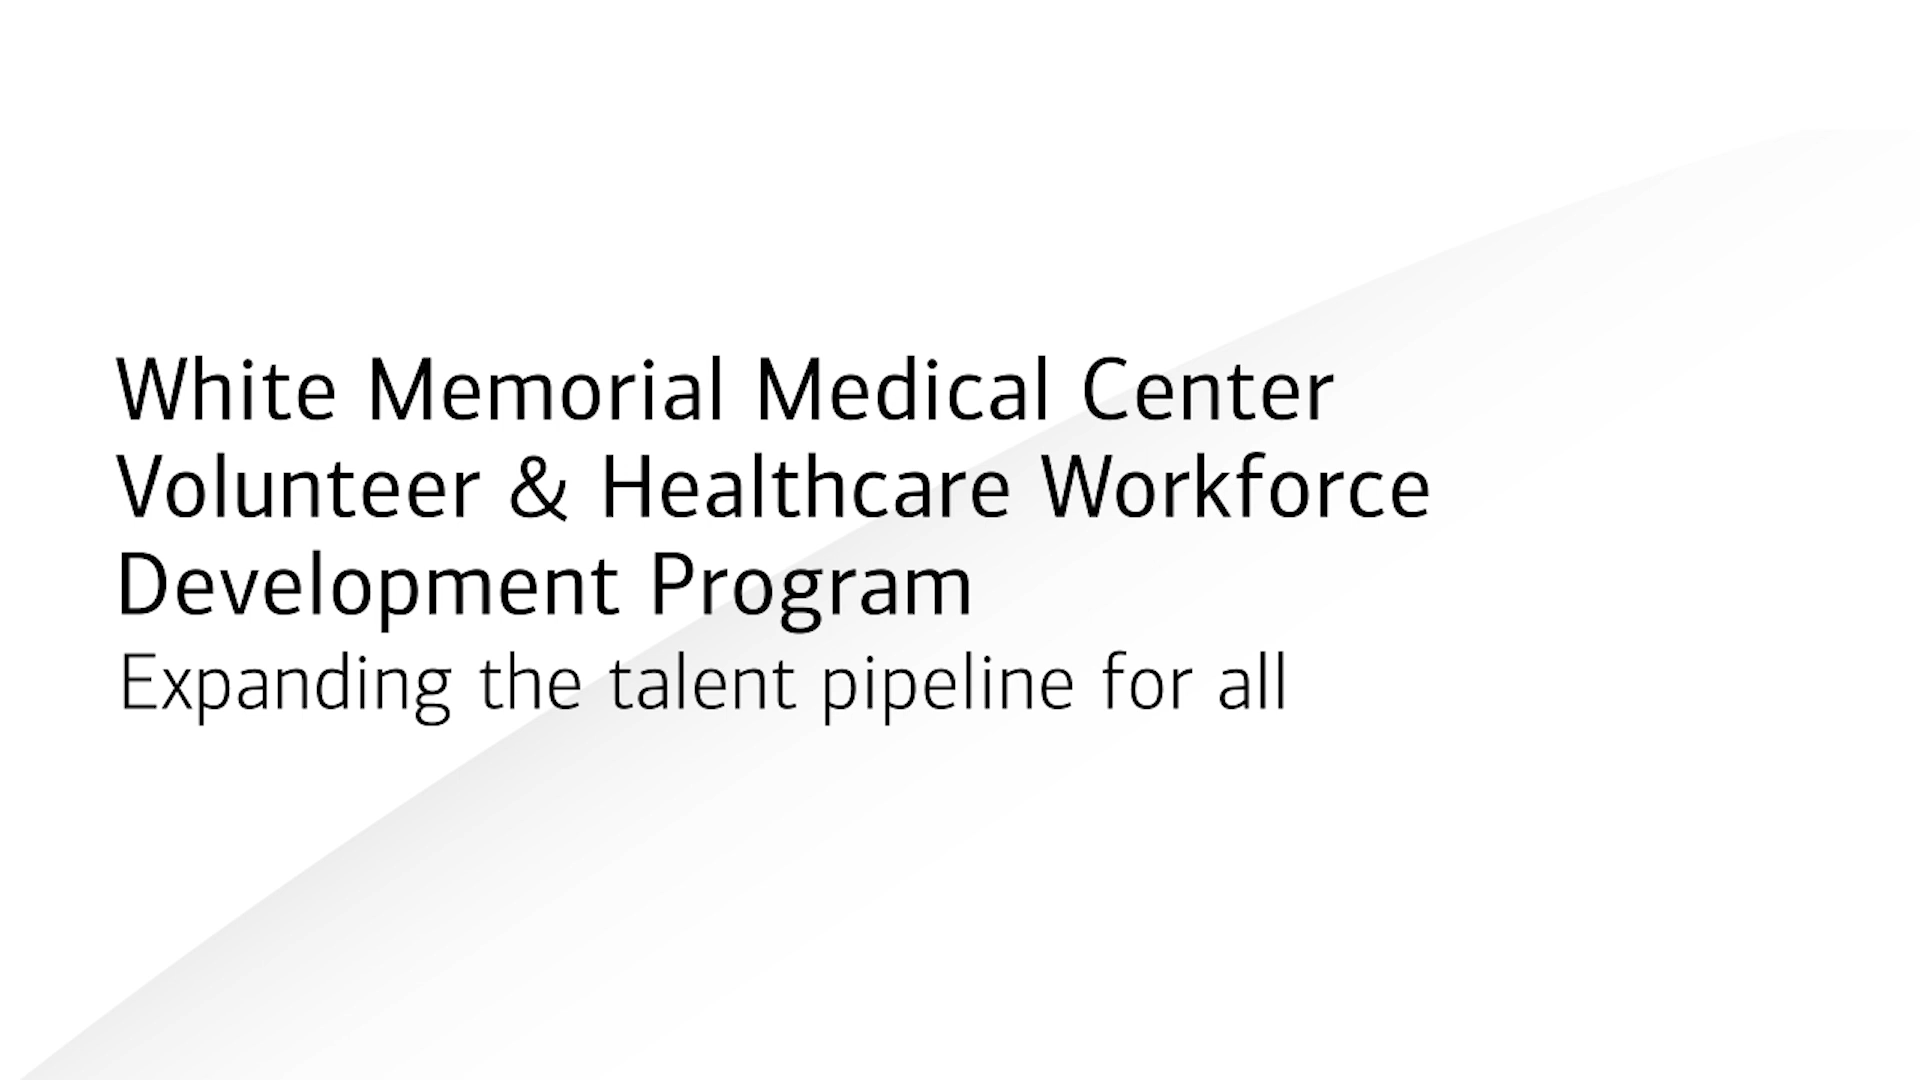 White Memorial Medical Center
Volunteer & Healthcare Workforce
Development Program
Expanding the talent pipeline for all